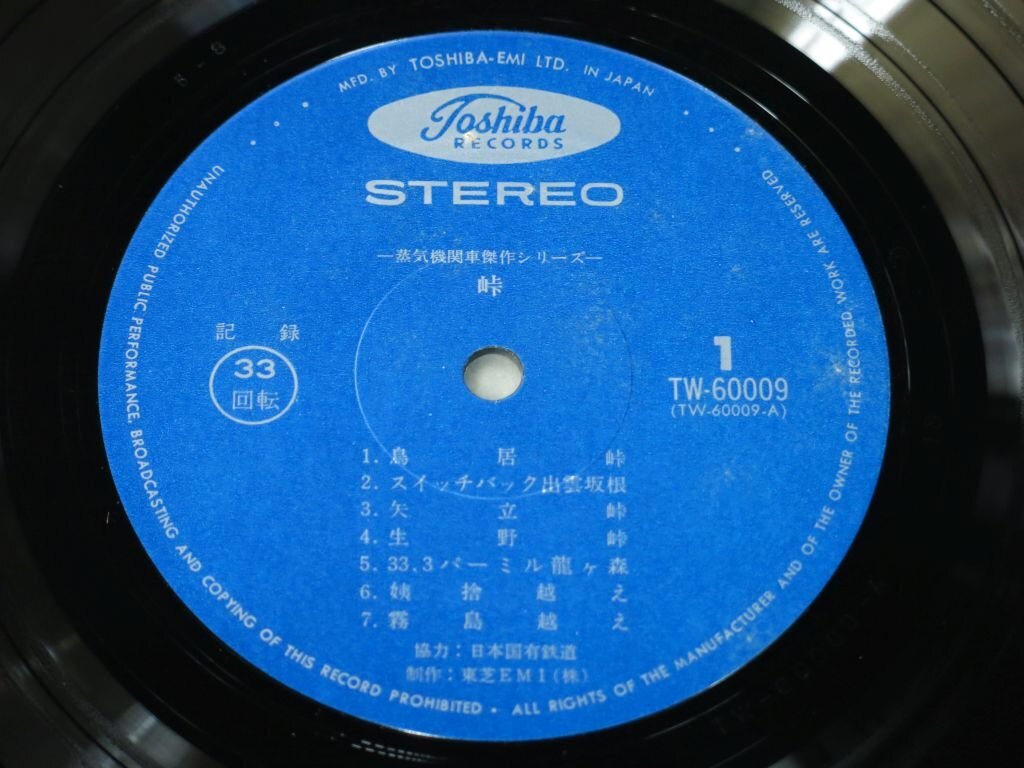 MFD. BY TOSHIBA-EMI LTD. IN JAPAN
Toshiba
RECORDS
STEREO
―蒸気機関車傑作シリーズ―
峠
記録
33
回転
1
TW-60009
(TW-60009-A)
1. 鳥居峠
2. スイッチバック出雲坂根
3. 矢立峠
4. 生野峠
5. 33.3パーミル龍ヶ森
6. 姨捨越え
7. 霧島越え
協力：日本国有鉄道
制作：東芝EMI(株)
UNAUTHORIZED PUBLIC PERFORMANCE, BROADCASTING AND COPYING OF THIS RECORD PROHIBITED • ALL RIGHTS OF THE MANUFACTURER AND OF THE OWNER OF THE RECORDED WORK ARE RESERVED